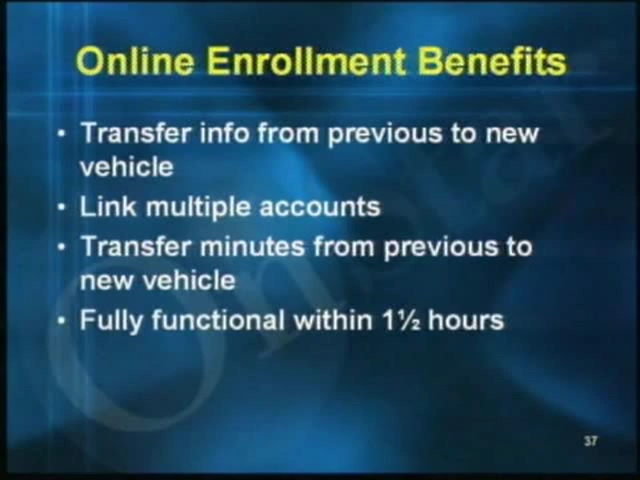 Online Enrollment Benefits
• Transfer info from previous to new
vehicle
• Link multiple accounts
• Transfer minutes from previous to
new vehicle
• Fully functional within 1½ hours
OnStar
37